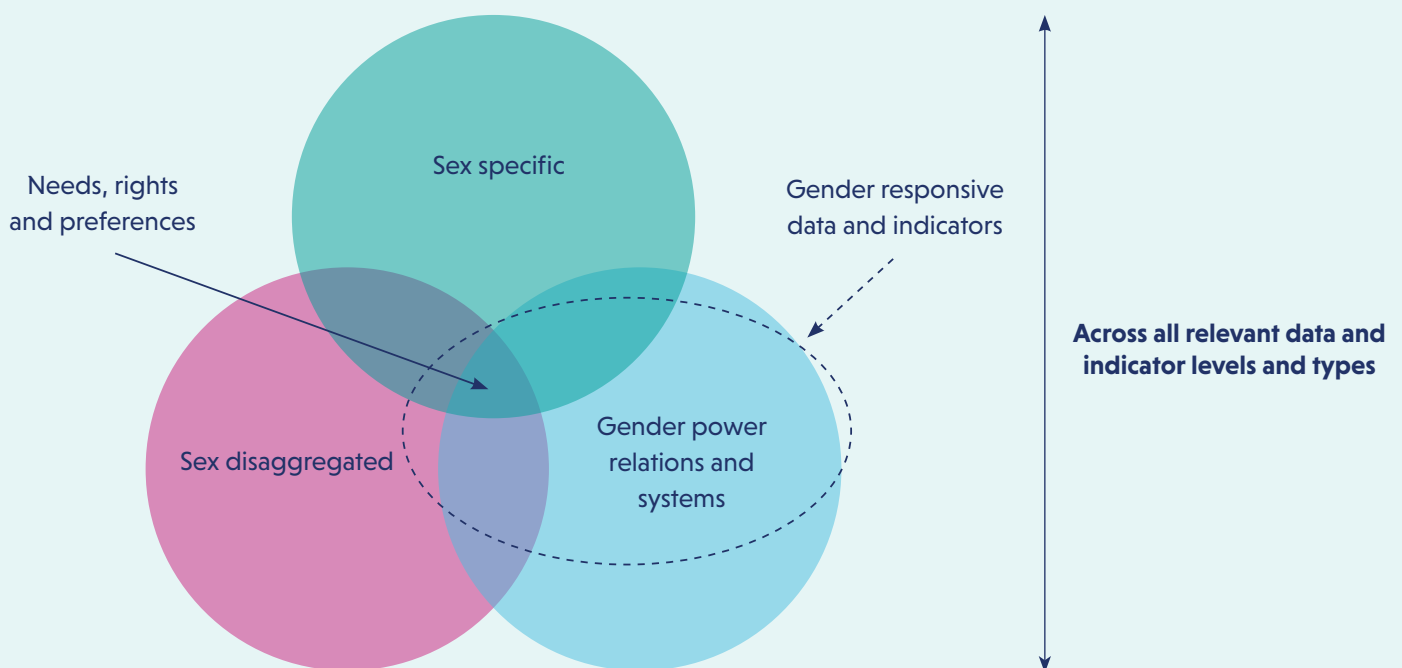 Sex specific
Needs, rights
and preferences
Gender responsive
data and indicators
Across all relevant data and
indicator levels and types
Sex disaggregated
Gender power
relations and
systems